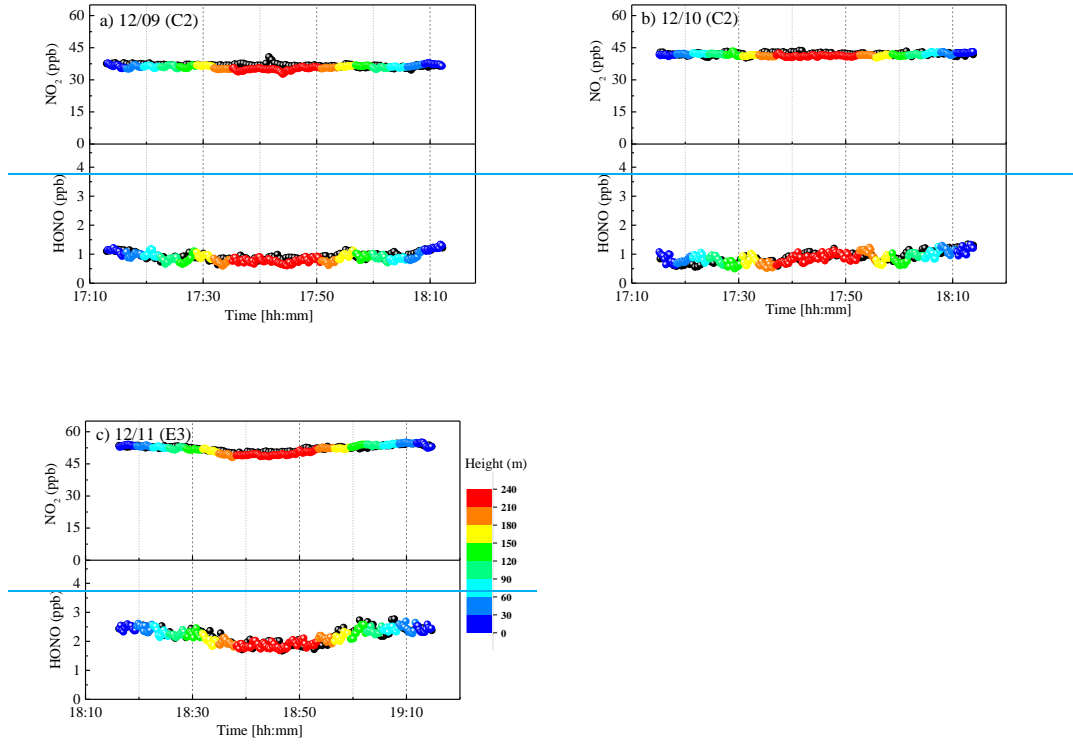 a) 12/09 (C2)
NO2 (ppb)
60
45
30
15
0
HONO (ppb)
4
3
2
1
0
17:10 17:30 17:50 18:10
Time [hh:mm]
b) 12/10 (C2)
NO2 (ppb)
60
45
30
15
0
HONO (ppb)
4
3
2
1
0
17:10 17:30 17:50 18:10
Time [hh:mm]
c) 12/11 (E3)
NO2 (ppb)
60
45
30
15
0
HONO (ppb)
4
3
2
1
0
18:10 18:30 18:50 19:10
Time [hh:mm]
Height (m)
240
210
180
150
120
90
60
30
0